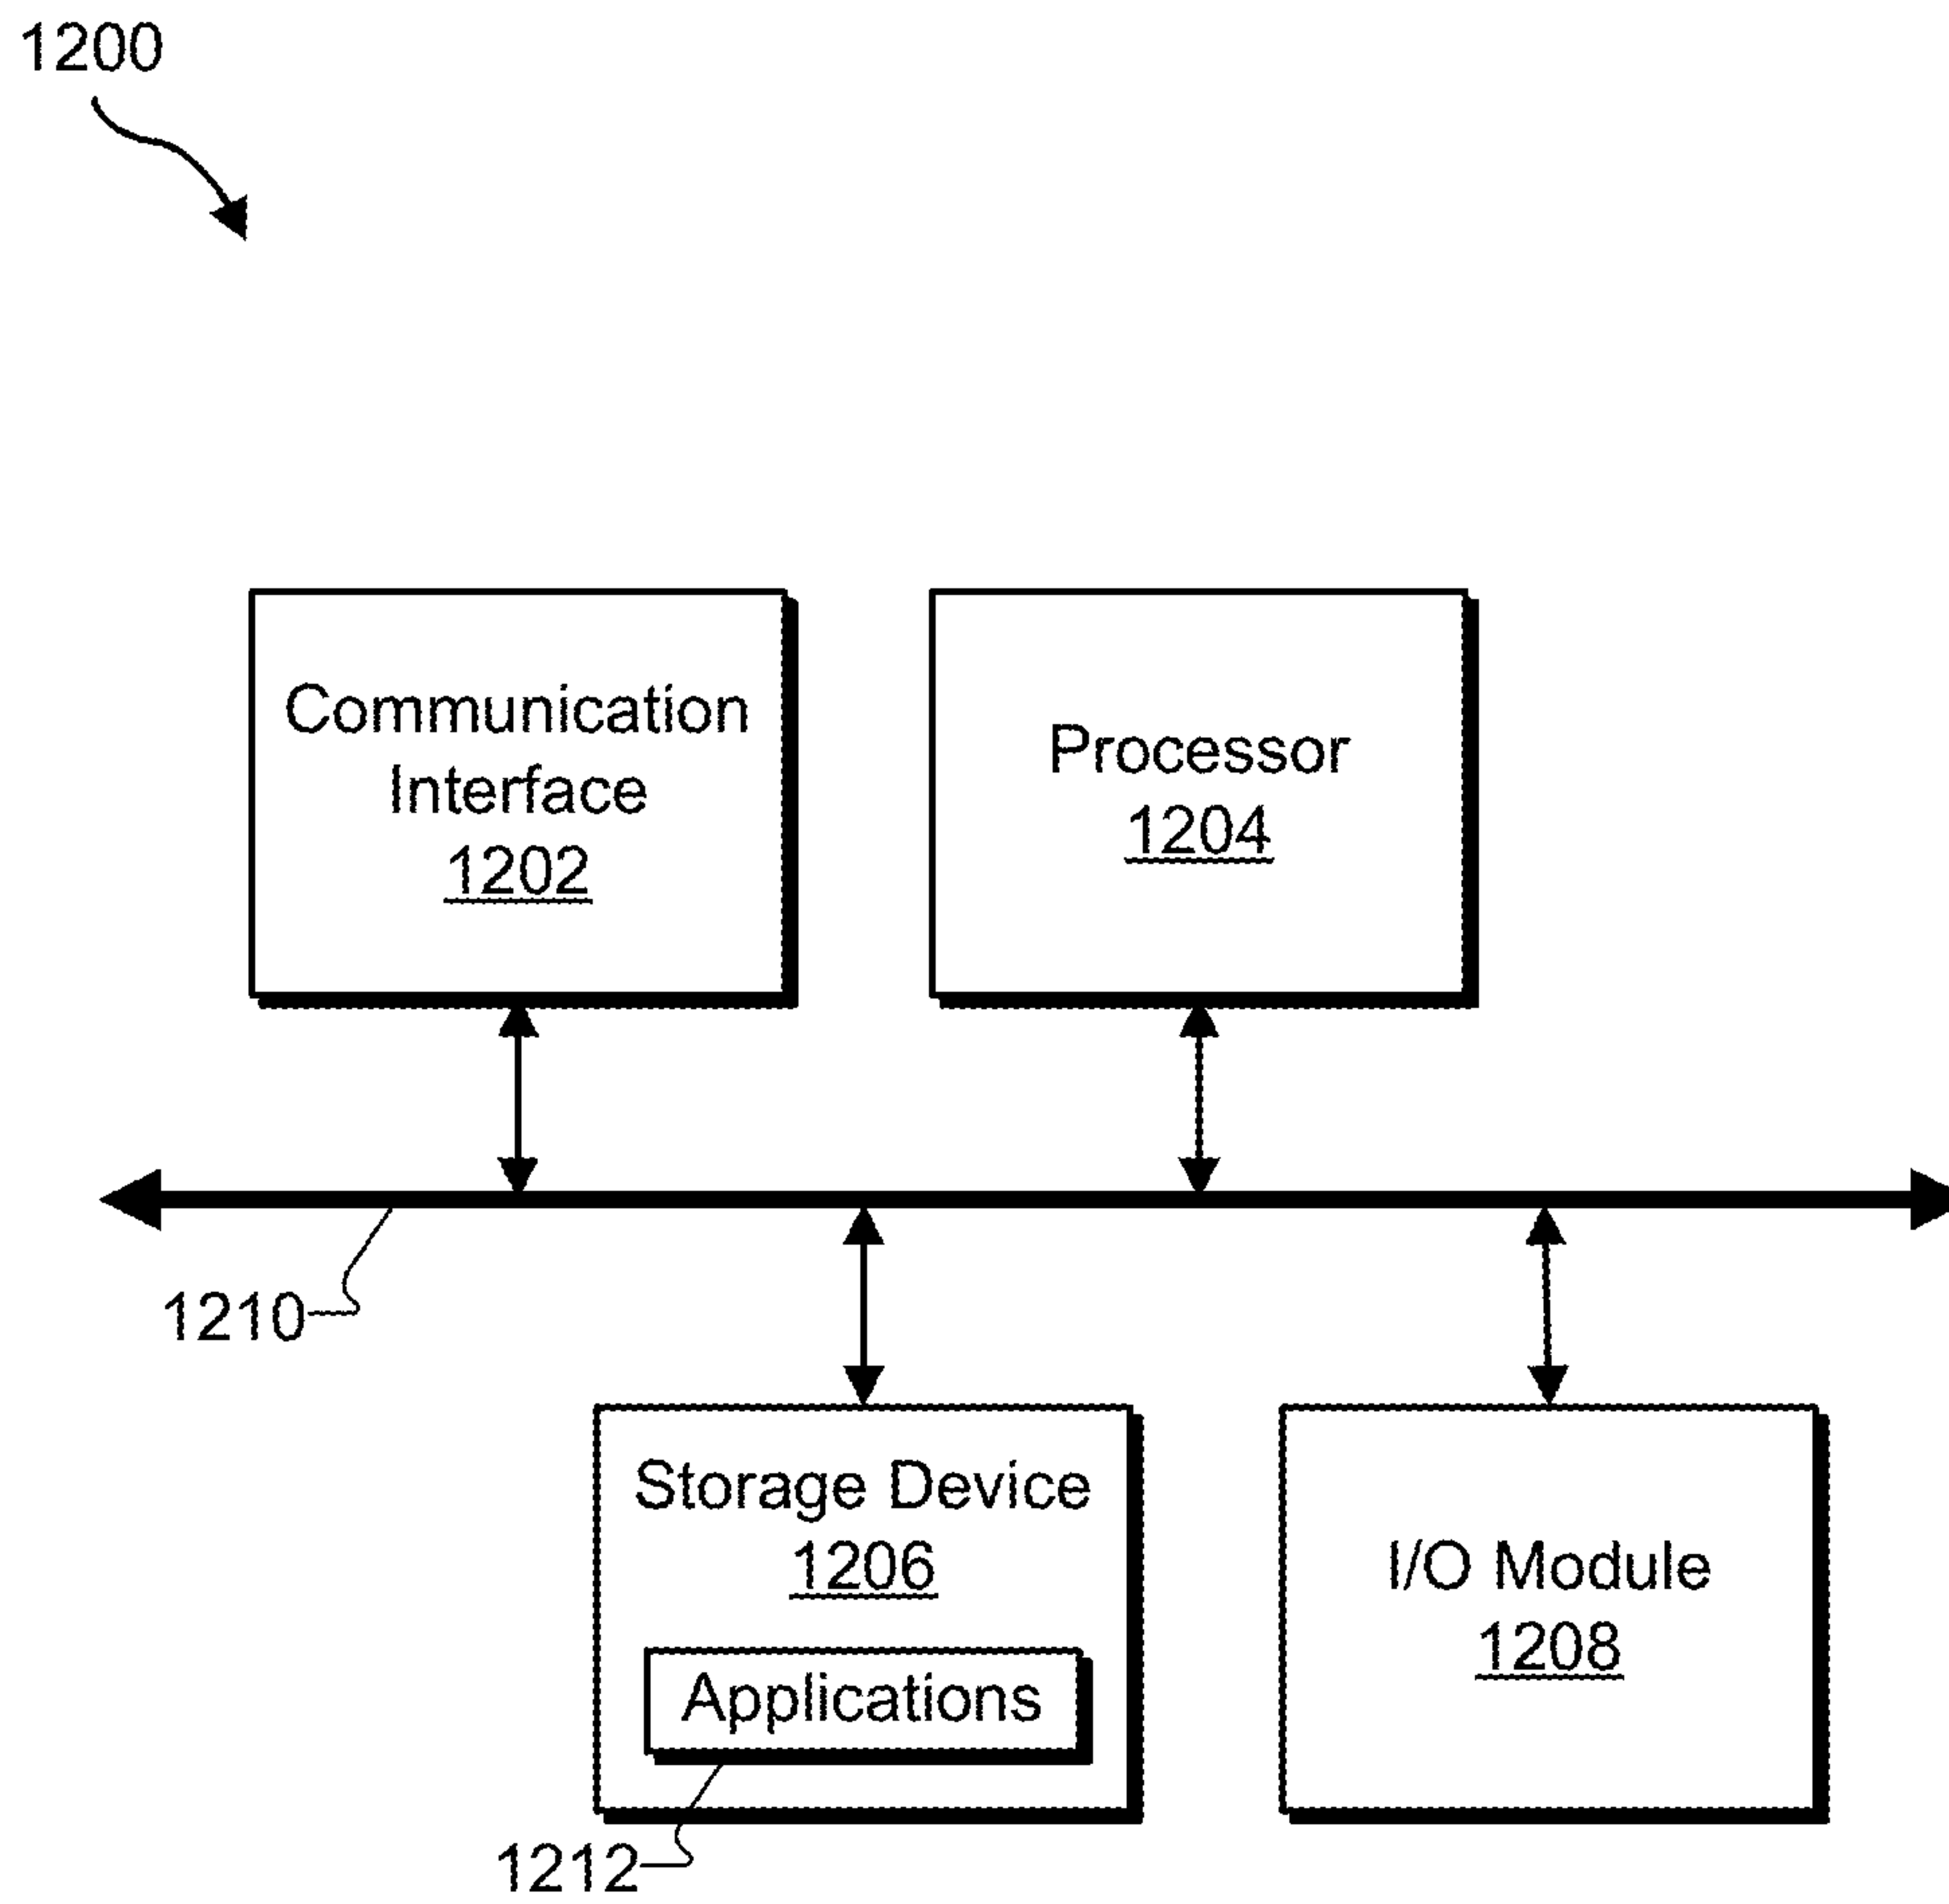 1200
Communication
Interface
1202
Processor
1204
1210
Storage Device
1206
Applications
1212
I/O Module
1208